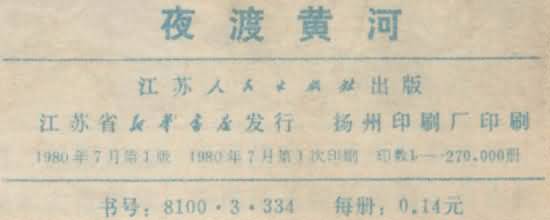 夜渡黄河
江苏人民出版社出版
江苏省新华书店发行 扬州印刷厂印刷
1980年7月第1版 1980年7月第1次印刷 印数1—270,000册
书号：8100·3·334 每册：0.14元